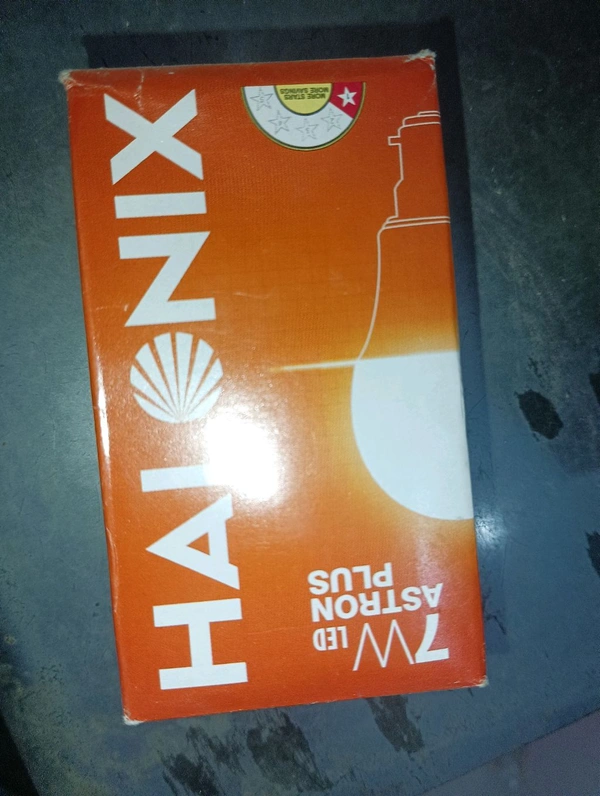 HALONIX
7W LED
ASTRON
PLUS
MORE STARS
MORE SAVINGS